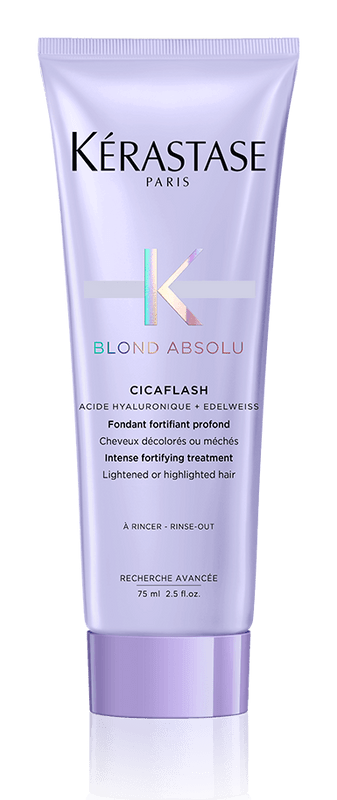 KÉRASTASE
PARIS
K
BLOND ABSOLU
CICAFLASH
ACIDE HYALURONIQUE + EDELWEISS
Fondant fortifiant profond
Cheveux décolorés ou méchés
Intense fortifying treatment
Lightened or highlighted hair
À RINCER - RINSE-OUT
RECHERCHE AVANCÉE
75 ml 2.5 fl.oz.